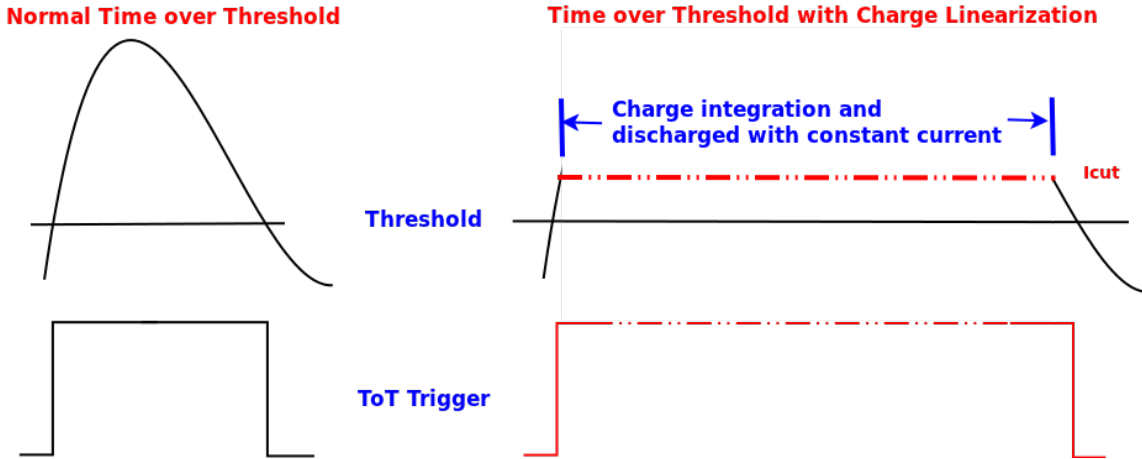 Normal Time over Threshold
Time over Threshold with Charge Linearization
Charge integration and
discharged with constant current
Icut
Threshold
ToT Trigger